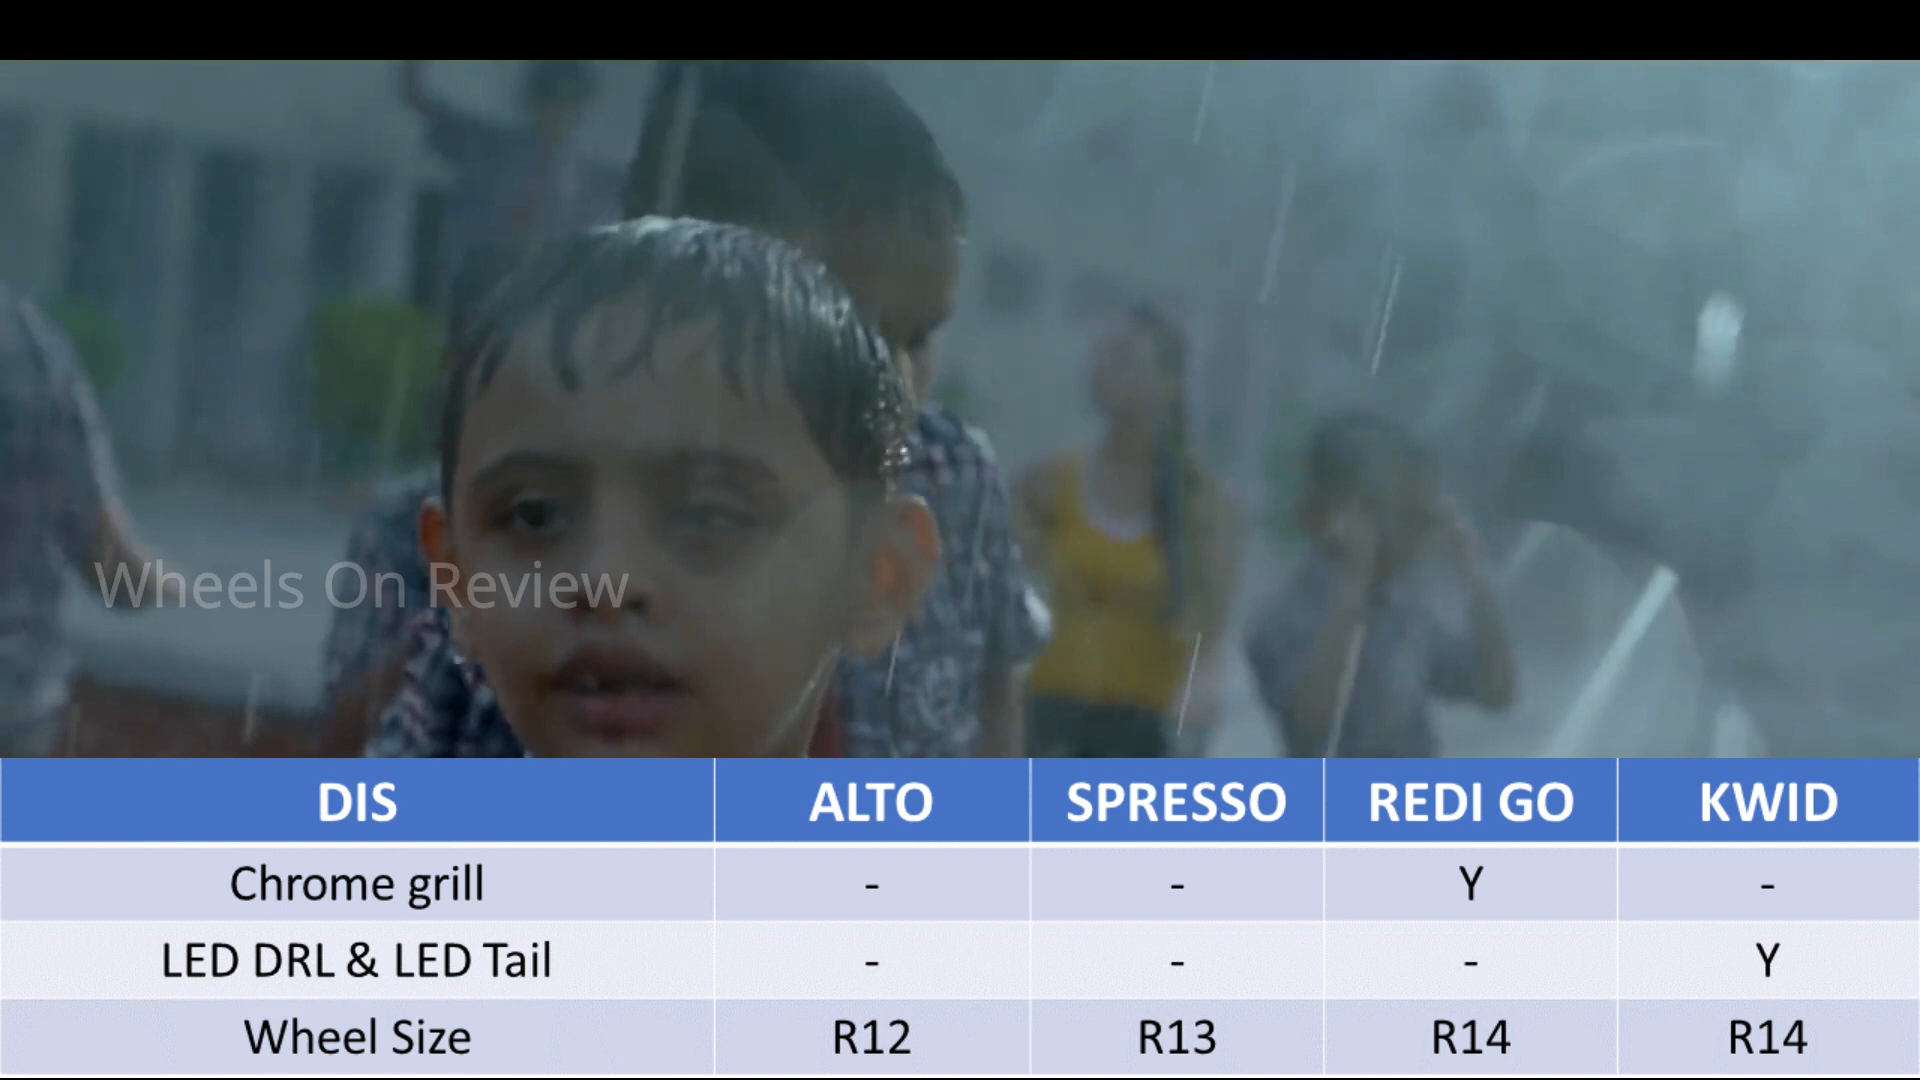 Wheels On Review
DIS ALTO SPRESSO REDI GO KWID
Chrome grill - - Y -
LED DRL & LED Tail - - - Y
Wheel Size R12 R13 R14 R14